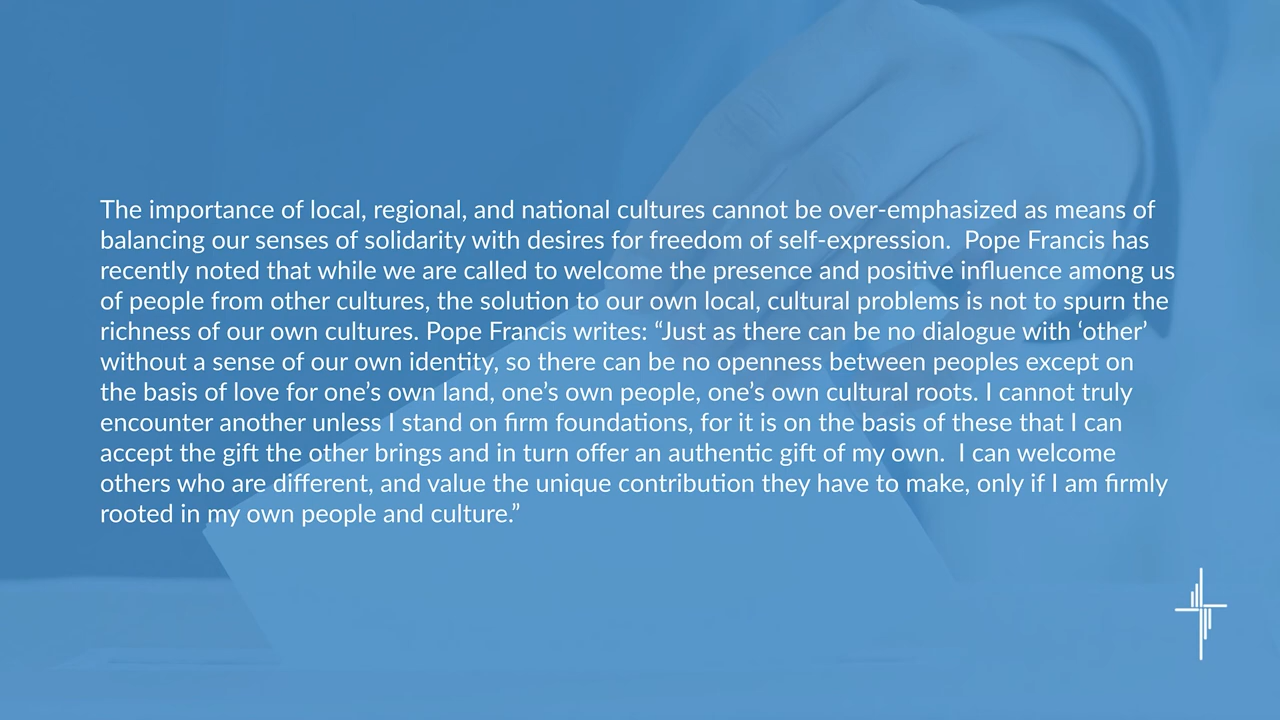 The importance of local, regional, and national cultures cannot be over-emphasized as means of
balancing our senses of solidarity with desires for freedom of self-expression.  Pope Francis has
recently noted that while we are called to welcome the presence and positive influence among us
of people from other cultures, the solution to our own local, cultural problems is not to spurn the
richness of our own cultures. Pope Francis writes: “Just as there can be no dialogue with ‘other’
without a sense of our own identity, so there can be no openness between peoples except on
the basis of love for one’s own land, one’s own people, one’s own cultural roots. I cannot truly
encounter another unless I stand on firm foundations, for it is on the basis of these that I can
accept the gift the other brings and in turn offer an authentic gift of my own.  I can welcome
others who are different, and value the unique contribution they have to make, only if I am firmly
rooted in my own people and culture.”